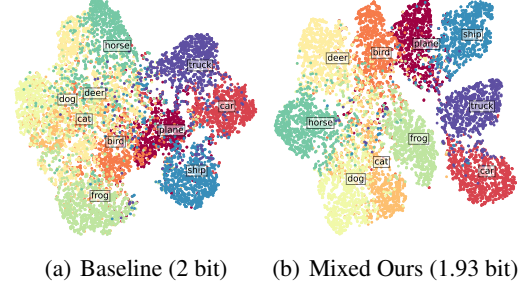 horse
truck
deer
dog
car
cat
plane
bird
ship
frog
(a) Baseline (2 bit)
plane
ship
bird
deer
truck
horse
frog
cat
car
dog
(b) Mixed Ours (1.93 bit)